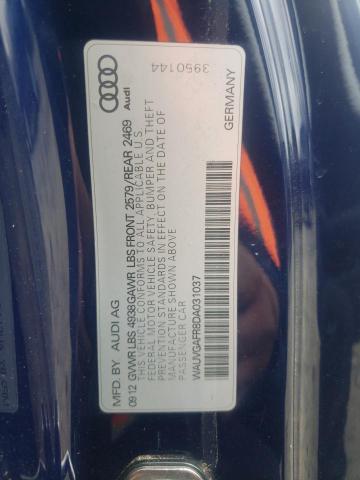 MFD. BY AUDI AG
Audi
09 12 GVWR LBS 4938 GAWR LBS FRONT 2579/REAR 2469
THIS CAR CONFORMS TO ALL APPLICABLE U.S.
FEDERAL MOTOR VEHICLE SAFETY, BUMPER AND THEFT
PREVENTION STANDARDS IN EFFECT ON THE DATE OF
MANUFACTURE SHOWN ABOVE
PASSENGER CAR
3950144
WAUVGAFR8DA031037
GERMANY